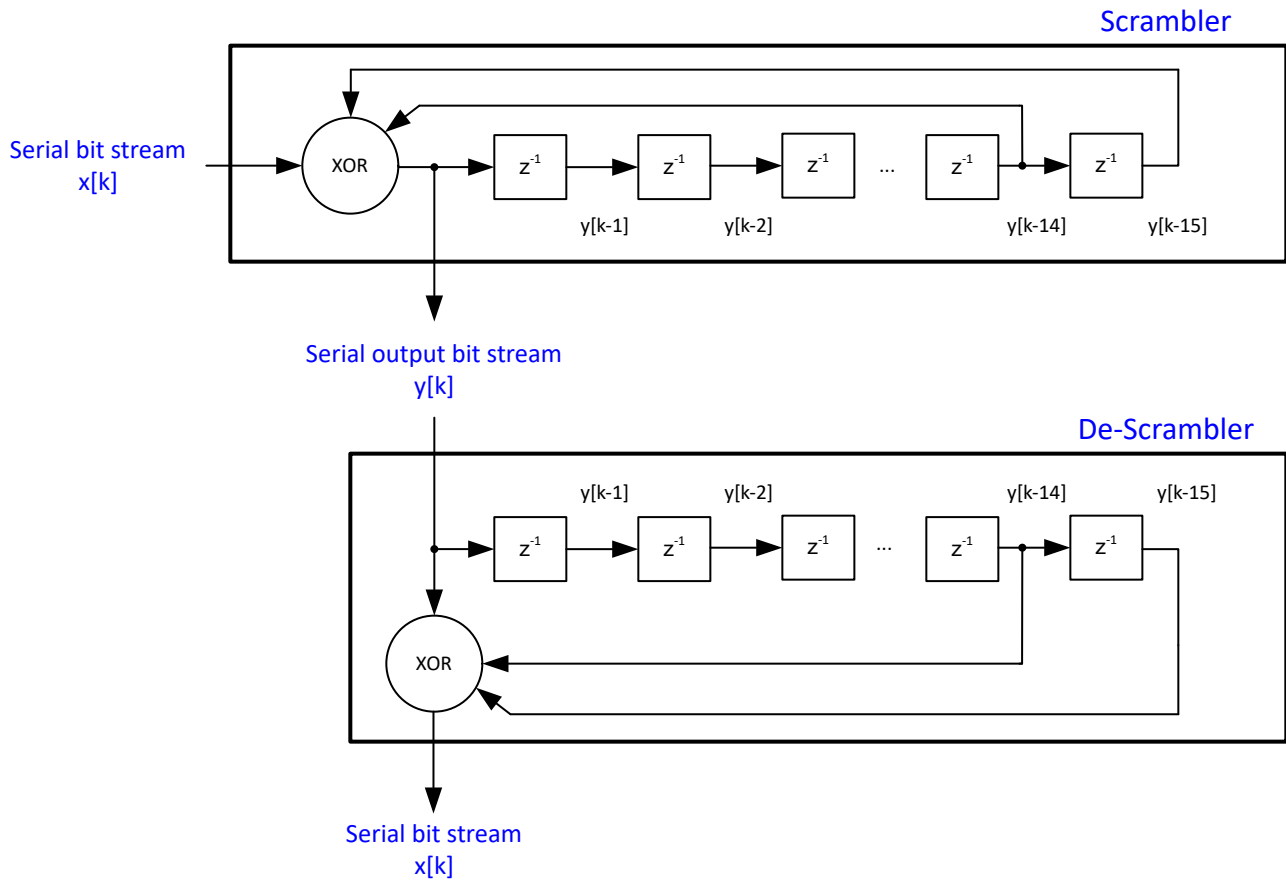 Scrambler
Serial bit stream
x[k]
XOR
z⁻¹
z⁻¹
z⁻¹
...
z⁻¹
z⁻¹
y[k-1]
y[k-2]
y[k-14]
y[k-15]
Serial output bit stream
y[k]
De-Scrambler
y[k-1]
y[k-2]
y[k-14]
y[k-15]
z⁻¹
z⁻¹
z⁻¹
...
z⁻¹
z⁻¹
XOR
Serial bit stream
x[k]